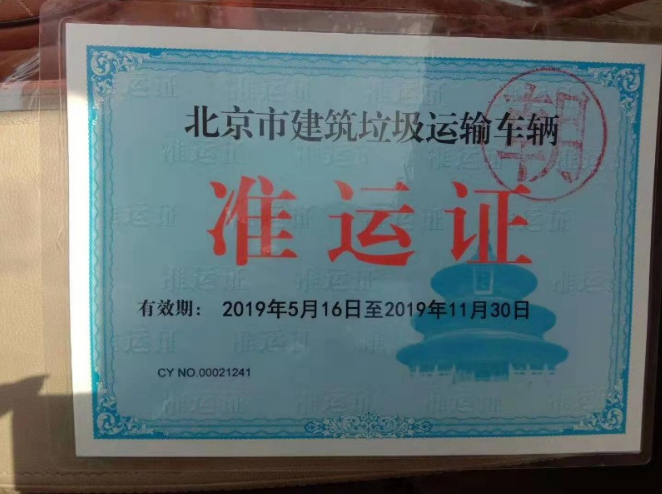 北京市建筑垃圾运输车辆
朝
准运证
有效期： 2019年5月16日至2019年11月30日
CY NO.00021241